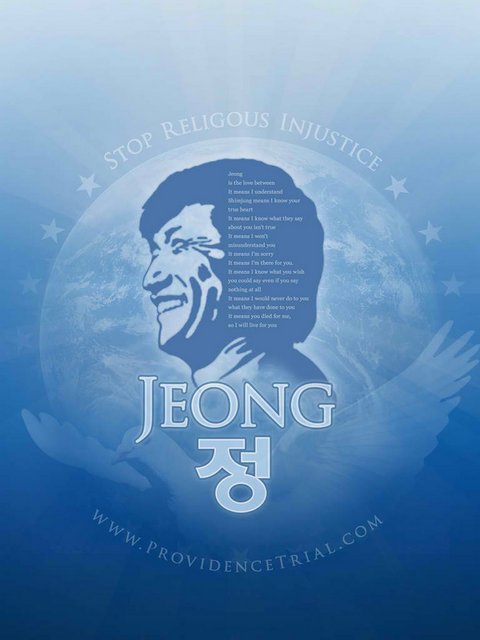 STOP RELIGOUS INJUSTICE
Jeong
is the love between
It means I understand
Shimjung means I know your
true heart
It means I know what they say
about you isn't true
It means I won't
misunderstand you
It means I'm sorry
It means I'm there for you.
It means I know what you wish
you could say even if you say
nothing at all
It means I would never do to you
what they have done to you
It means you died for me,
so I will live for you
JEONG
정
WWW.PROVIDENCETRIAL.COM